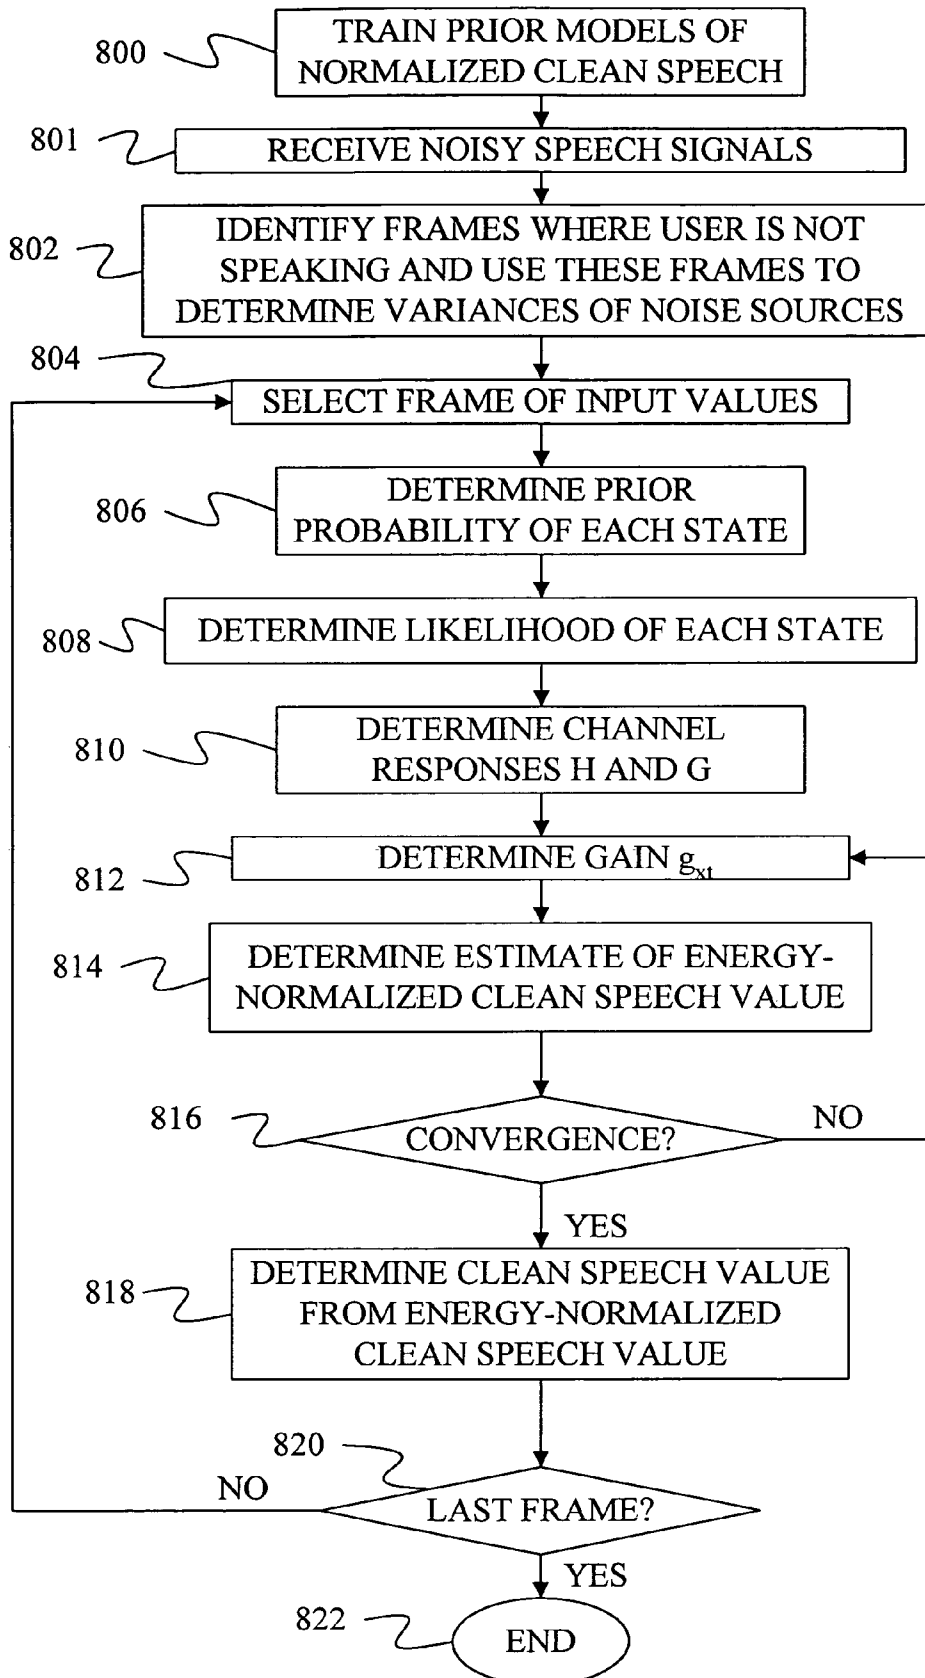 800
TRAIN PRIOR MODELS OF
NORMALIZED CLEAN SPEECH
801
RECEIVE NOISY SPEECH SIGNALS
802
IDENTIFY FRAMES WHERE USER IS NOT
SPEAKING AND USE THESE FRAMES TO
DETERMINE VARIANCES OF NOISE SOURCES
804
SELECT FRAME OF INPUT VALUES
806
DETERMINE PRIOR
PROBABILITY OF EACH STATE
808
DETERMINE LIKELIHOOD OF EACH STATE
810
DETERMINE CHANNEL
RESPONSES H AND G
812
DETERMINE GAIN gxt
814
DETERMINE ESTIMATE OF ENERGY-
NORMALIZED CLEAN SPEECH VALUE
816
CONVERGENCE?
NO
YES
818
DETERMINE CLEAN SPEECH VALUE
FROM ENERGY-NORMALIZED
CLEAN SPEECH VALUE
820
NO
LAST FRAME?
YES
822
END